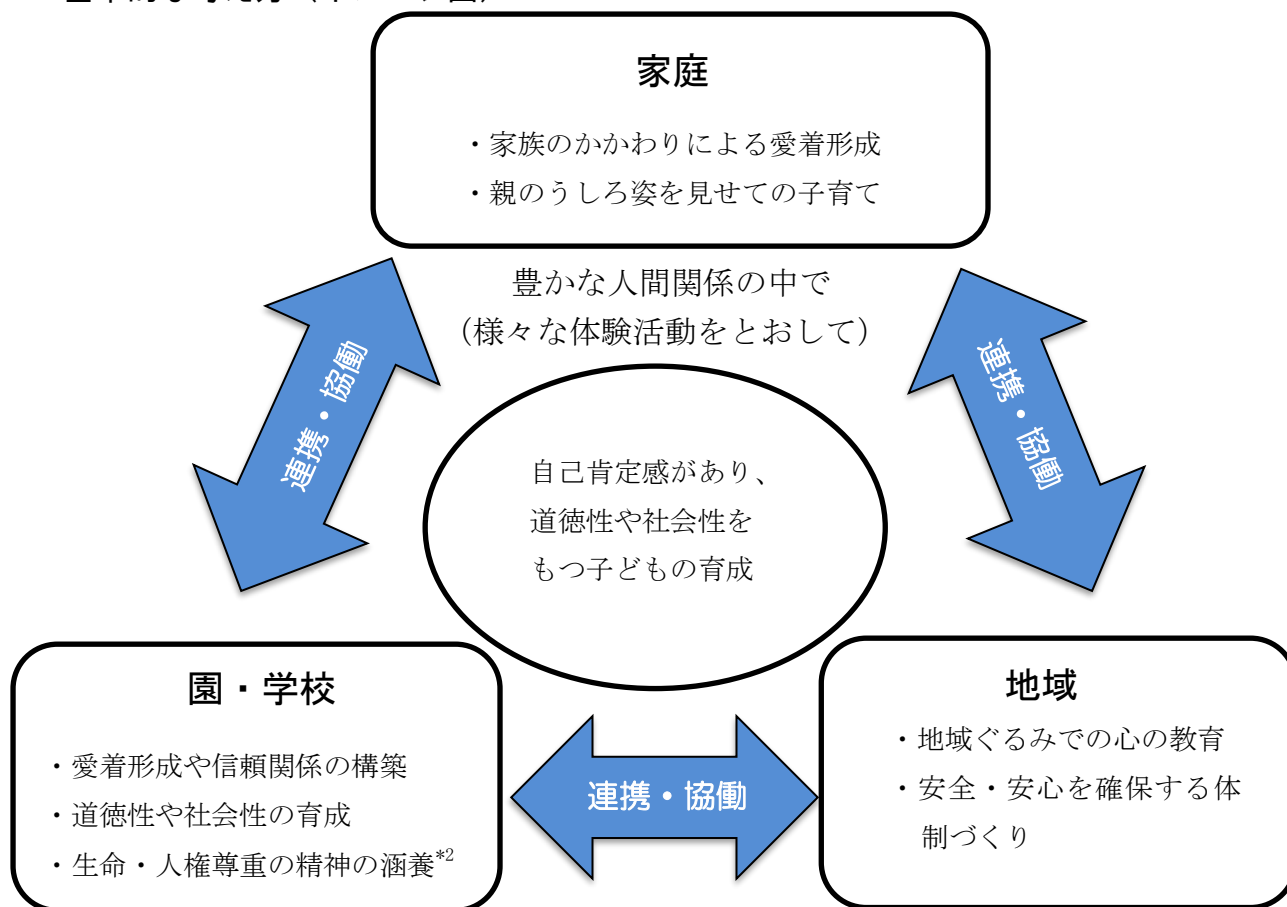 家庭
・家族のかかわりによる愛着形成
・親のうしろ姿を見せての子育て
豊かな人間関係の中で
（様々な体験活動をとおして）
連携・協働
連携・協働
自己肯定感があり、
道徳性や社会性を
もつ子どもの育成
園・学校
・愛着形成や信頼関係の構築
・道徳性や社会性の育成
・生命・人権尊重の精神の涵養*2
連携・協働
地域
・地域ぐるみでの心の教育
・安全・安心を確保する体
制づくり